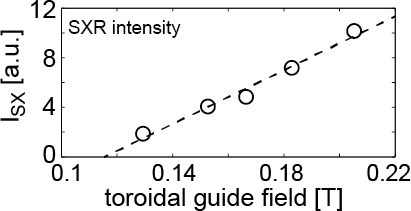 12
SXR intensity
8
4
0
I_SX [a.u.]
0.1 0.14 0.18 0.22
toroidal guide field [T]